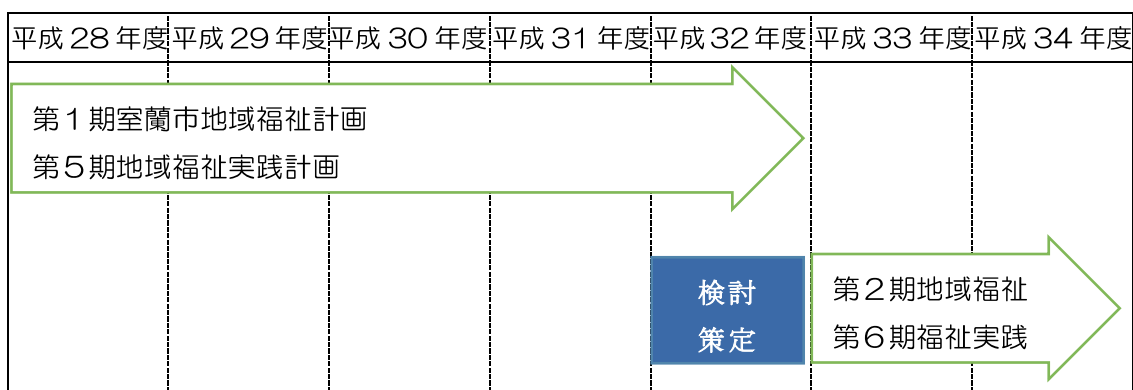 平成 28 年度 平成 29 年度 平成 30 年度 平成 31 年度 平成 32 年度 平成 33 年度 平成 34 年度
第１期室蘭市地域福祉計画
第５期地域福祉実践計画
検討
策定
第２期地域福祉
第６期福祉実践